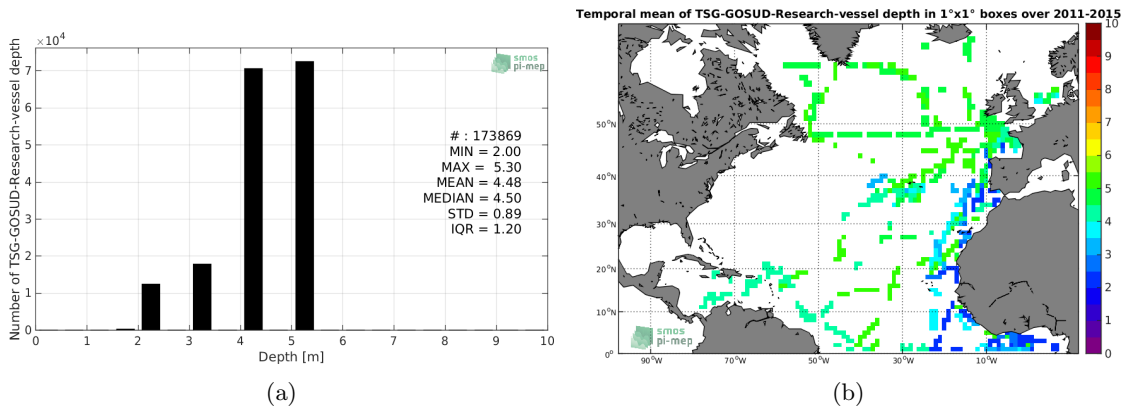 ×10⁴
7
6
5
4
3
2
1
0
Number of TSG-GOSUD-Research-vessel depth
smos
pi-mep
# : 173869
MIN = 2.00
MAX = 5.30
MEAN = 4.48
MEDIAN = 4.50
STD = 0.89
IQR = 1.20
0 1 2 3 4 5 6 7 8 9 10
Depth [m]
(a)
Temporal mean of TSG-GOSUD-Research-vessel depth in 1°x1° boxes over 2011-2015
50°N
40°N
30°N
20°N
10°N
0°
90°W 70°W 50°W 30°W 10°W
smos
pi-mep
10
9
8
7
6
5
4
3
2
1
0
(b)